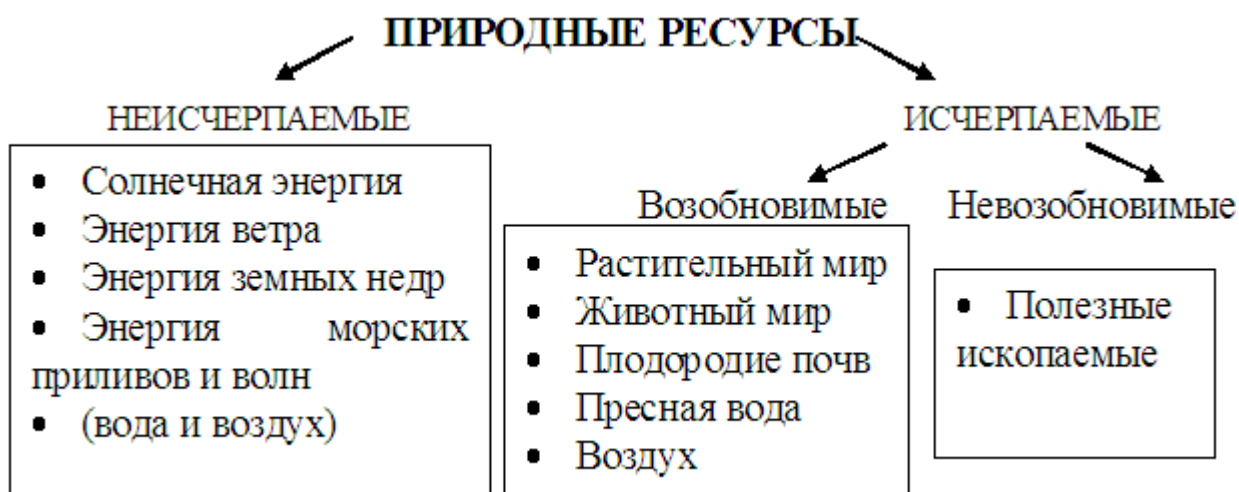 ПРИРОДНЫЕ РЕСУРСЫ
НЕИСЧЕРПАЕМЫЕ
• Солнечная энергия
• Энергия ветра
• Энергия земных недр
• Энергия морских
приливов и волн
• (вода и воздух)
ИСЧЕРПАЕМЫЕ
Возобновимые
• Растительный мир
• Животный мир
• Плодородие почв
• Пресная вода
• Воздух
Невозобновимые
• Полезные
ископаемые